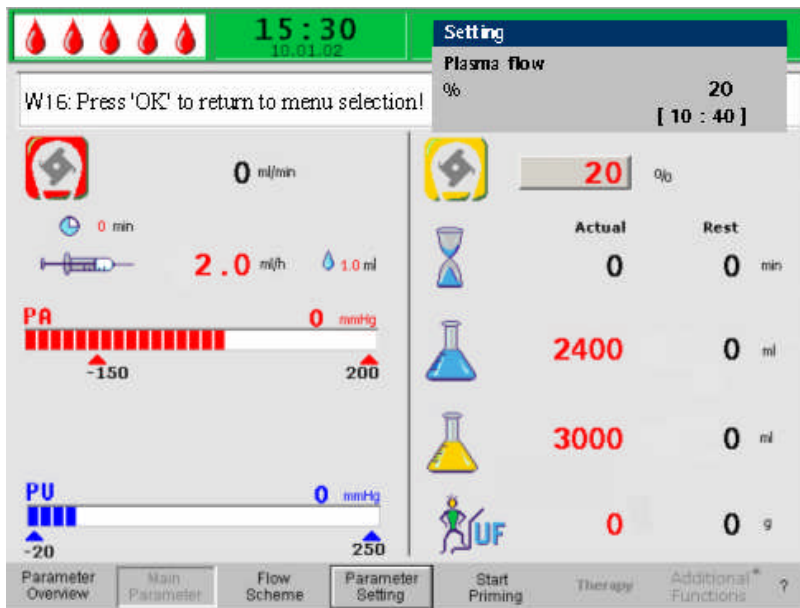 15:30
10.01.02
Setting
Plasma flow
% 20
[ 10 : 40 ]
W16: Press 'OK' to return to menu selection!
0 ml/min
20 %
0 min
Actual Rest
2.0 ml/h 1.0 ml
0 0 min
PA 0 mmHg
-150 200
2400 0 ml
3000 0 ml
PU 0 mmHg
-20 250
UF 0 0 g
Parameter Overview
Main Parameter
Flow Scheme
Parameter Setting
Start Priming
Therapy
Additional Functions *
?